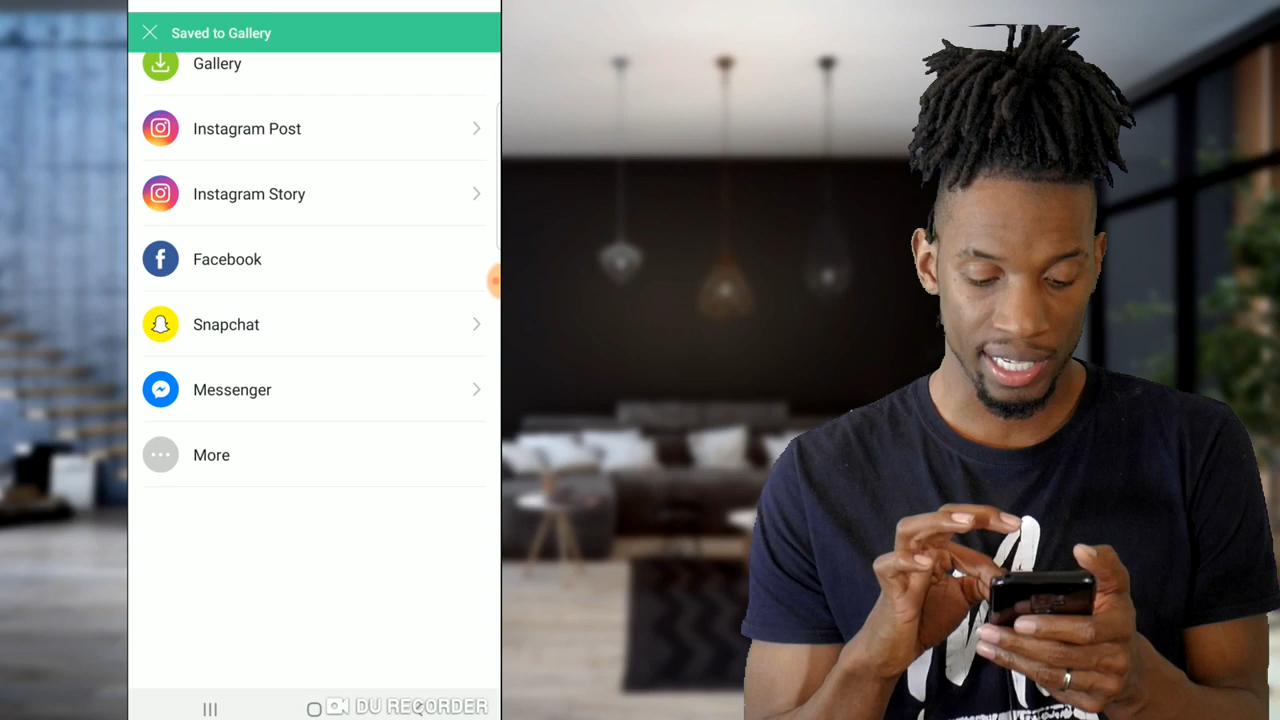 Saved to Gallery
Gallery
Instagram Post
Instagram Story
Facebook
Snapchat
Messenger
More
DU RECORDER